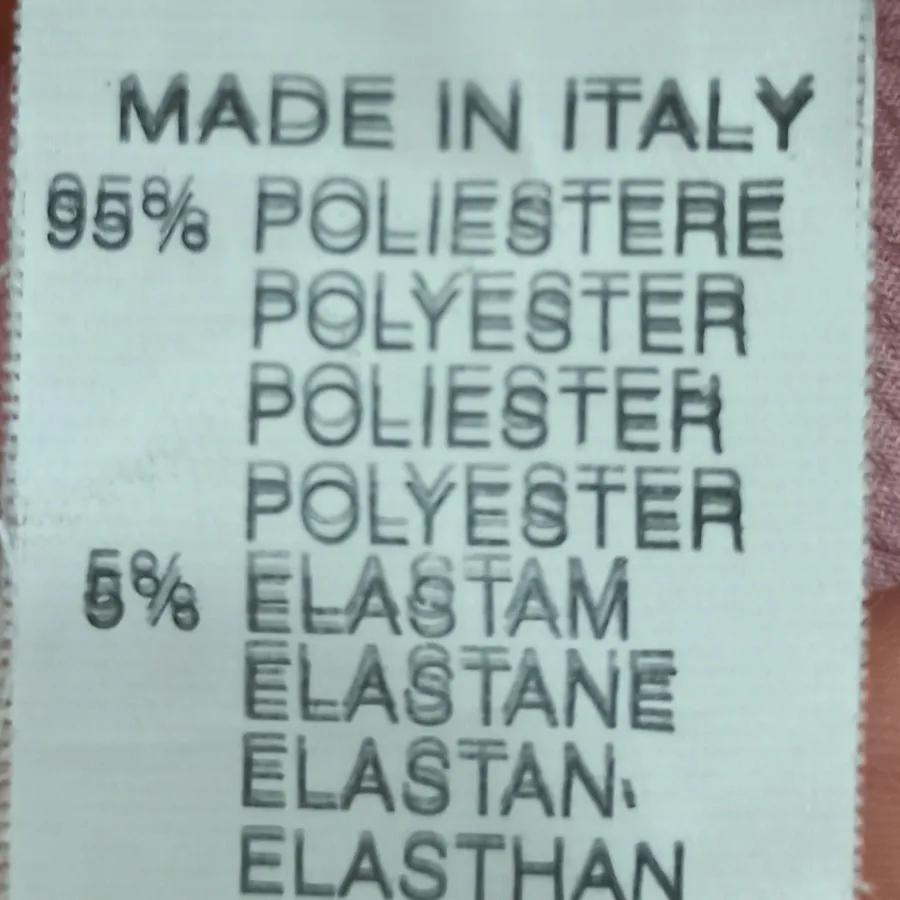 MADE IN ITALY
95% POLIESTERE
POLYESTER
POLIESTER
POLYESTER
5% ELASTAM
ELASTANE
ELASTAN
ELASTHAN